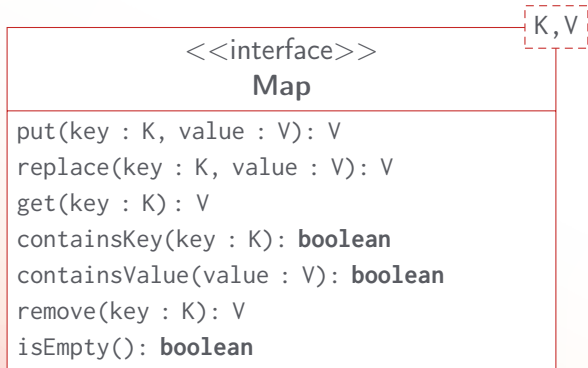 K,V
<<interface>>
Map
put(key : K, value : V): V
replace(key : K, value : V): V
get(key : K): V
containsKey(key : K): boolean
containsValue(value : V): boolean
remove(key : K): V
isEmpty(): boolean